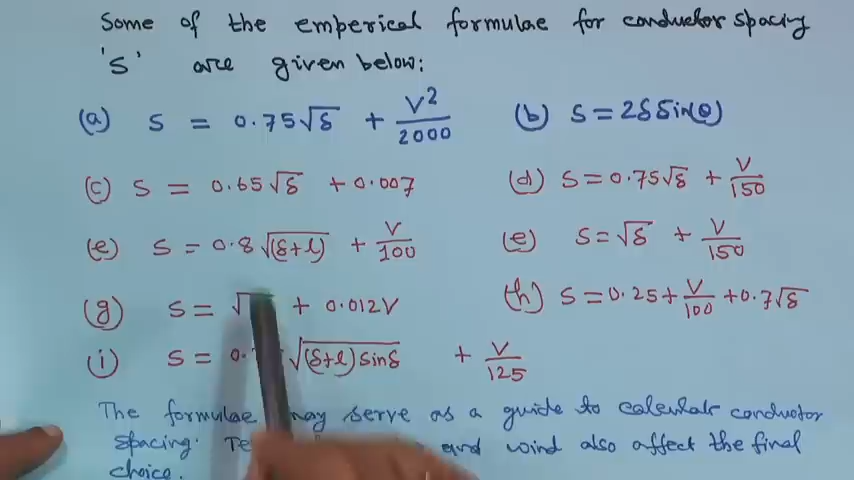 Some of the emperical formulae for conductor spacing
's' are given below:
(a) S = 0.75√δ + V²/2000 (b) S = 2δ Sin(θ)
(c) S = 0.65√δ + 0.007 (d) S = 0.75√δ + V/150
(e) S = 0.8√(δ+l) + V/100 (e) S = √δ + V/150
(g) S = √ + 0.012V (h) S = 0.25 + V/100 + 0.7√δ
(i) S = 0. √(δ+l) sinδ + V/125
The formulae may serve as a guide to calculate conductor
spacing. and wind also affect the final
choice.